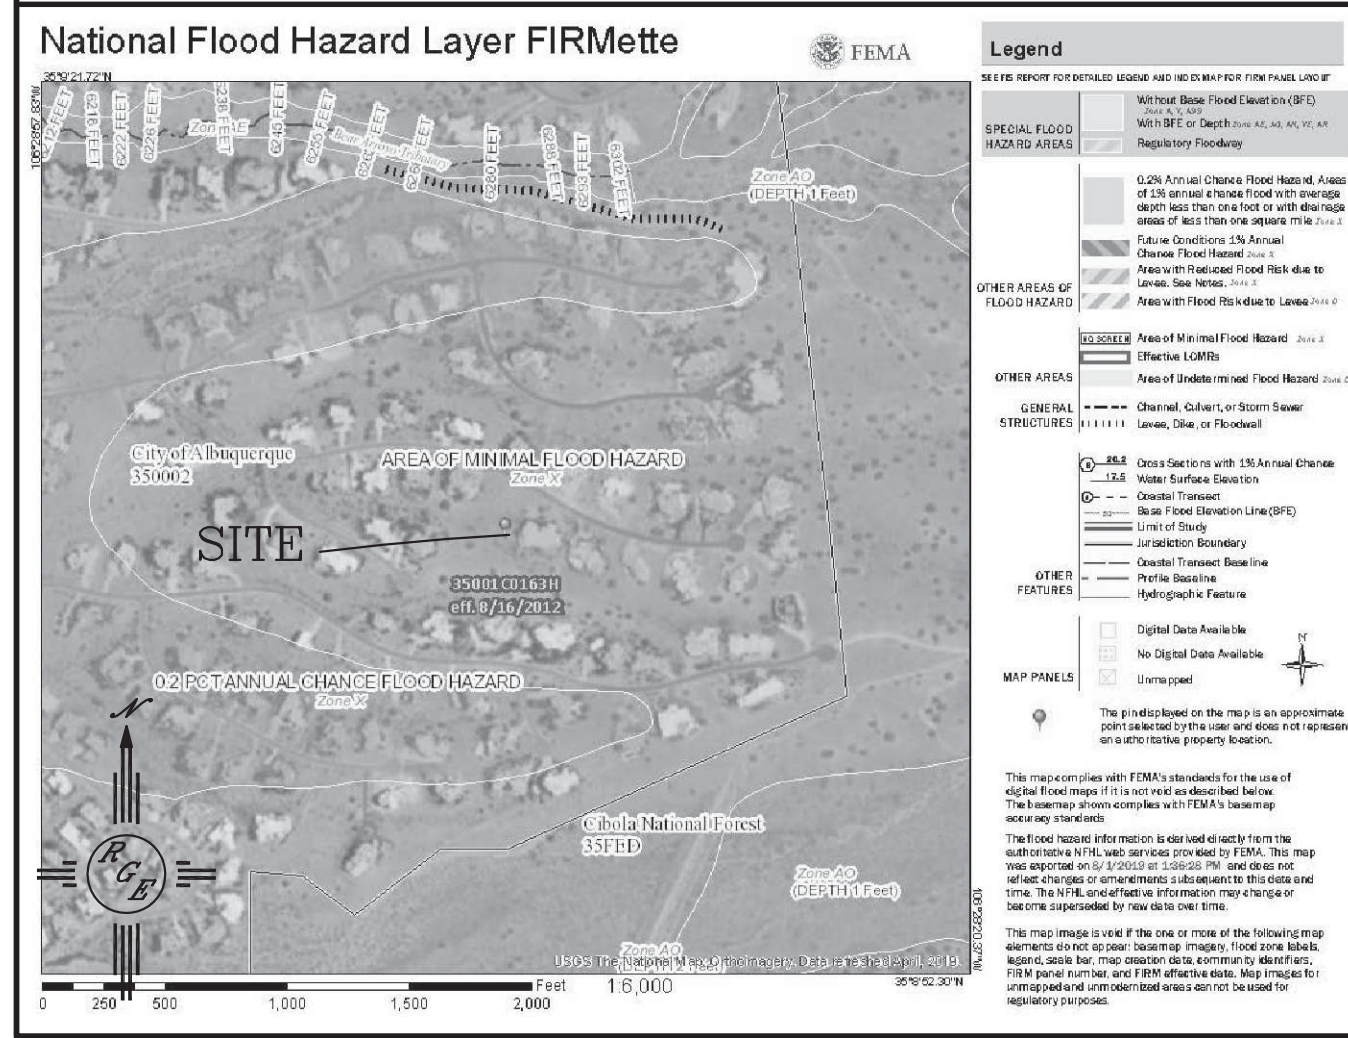 National Flood Hazard Layer FIRMette
FEMA
35°9'21.72"N
106°28'57.83"W
6212 FEET
6218 FEET
6222 FEET
6226 FEET
6238 FEET
Zone AE
6245 FEET
6255 FEET
Bear Canyon Tributary
6280 FEET
6288 FEET
6293 FEET
6302 FEET
Zone AO
(DEPTH 1 Feet)
City of Albuquerque
350002
AREA OF MINIMAL FLOOD HAZARD
Zone X
SITE
35001C0163H
eff. 8/16/2012
0.2 PCT ANNUAL CHANCE FLOOD HAZARD
Zone X
N
RGE
Cibola National Forest
35FED
Zone AO
(DEPTH 1 Feet)
Zone AO
(DEPTH 2 Feet)
USGS The National Map: Orthoimagery. Data refreshed April, 2019.
106°28'20.37"W
35°8'52.30"N
0 250 500 1,000 1,500 2,000 Feet 1:6,000
Legend
SEE FIS REPORT FOR DETAILED LEGEND AND INDEX MAP FOR FIRM PANEL LAYOUT
SPECIAL FLOOD
HAZARD AREAS
Without Base Flood Elevation (BFE)
Zone A, V, A99
With BFE or Depth Zone AE, AO, AH, VE, AR
Regulatory Floodway
OTHER AREAS OF
FLOOD HAZARD
0.2% Annual Chance Flood Hazard, Areas
of 1% annual chance flood with average
depth less than one foot or with drainage
areas of less than one square mile Zone X
Future Conditions 1% Annual
Chance Flood Hazard Zone X
Area with Reduced Flood Risk due to
Levee. See Notes. Zone X
Area with Flood Risk due to Levee Zone D
OTHER AREAS
NO SCREEN Area of Minimal Flood Hazard Zone X
Effective LOMRs
Area of Undetermined Flood Hazard Zone
GENERAL
STRUCTURES
Channel, Culvert, or Storm Sewer
Levee, Dike, or Floodwall
OTHER
FEATURES
B 20.2 Cross Sections with 1% Annual Chance
17.5 Water Surface Elevation
Coastal Transect
Base Flood Elevation Line (BFE)
Limit of Study
Jurisdiction Boundary
Coastal Transect Baseline
Profile Baseline
Hydrographic Feature
MAP PANELS
Digital Data Available
No Digital Data Available
Unmapped
N
The pin displayed on the map is an approximate
point selected by the user and does not represen
an authoritative property location.
This map complies with FEMA's standards for the use of
digital flood maps if it is not void as described below.
The basemap shown complies with FEMA's basemap
accuracy standards
The flood hazard information is derived directly from the
authoritative NFHL web services provided by FEMA. This map
was exported on 8/1/2019 at 1:36:28 PM and does not
reflect changes or amendments subsequent to this date and
time. The NFHL and effective information may change or
become superseded by new data over time.
This map image is void if the one or more of the following map
elements do not appear: basemap imagery, flood zone labels,
legend, scale bar, map creation date, community identifiers,
FIRM panel number, and FIRM effective date. Map images for
unmapped and unmodernized areas cannot be used for
regulatory purposes.